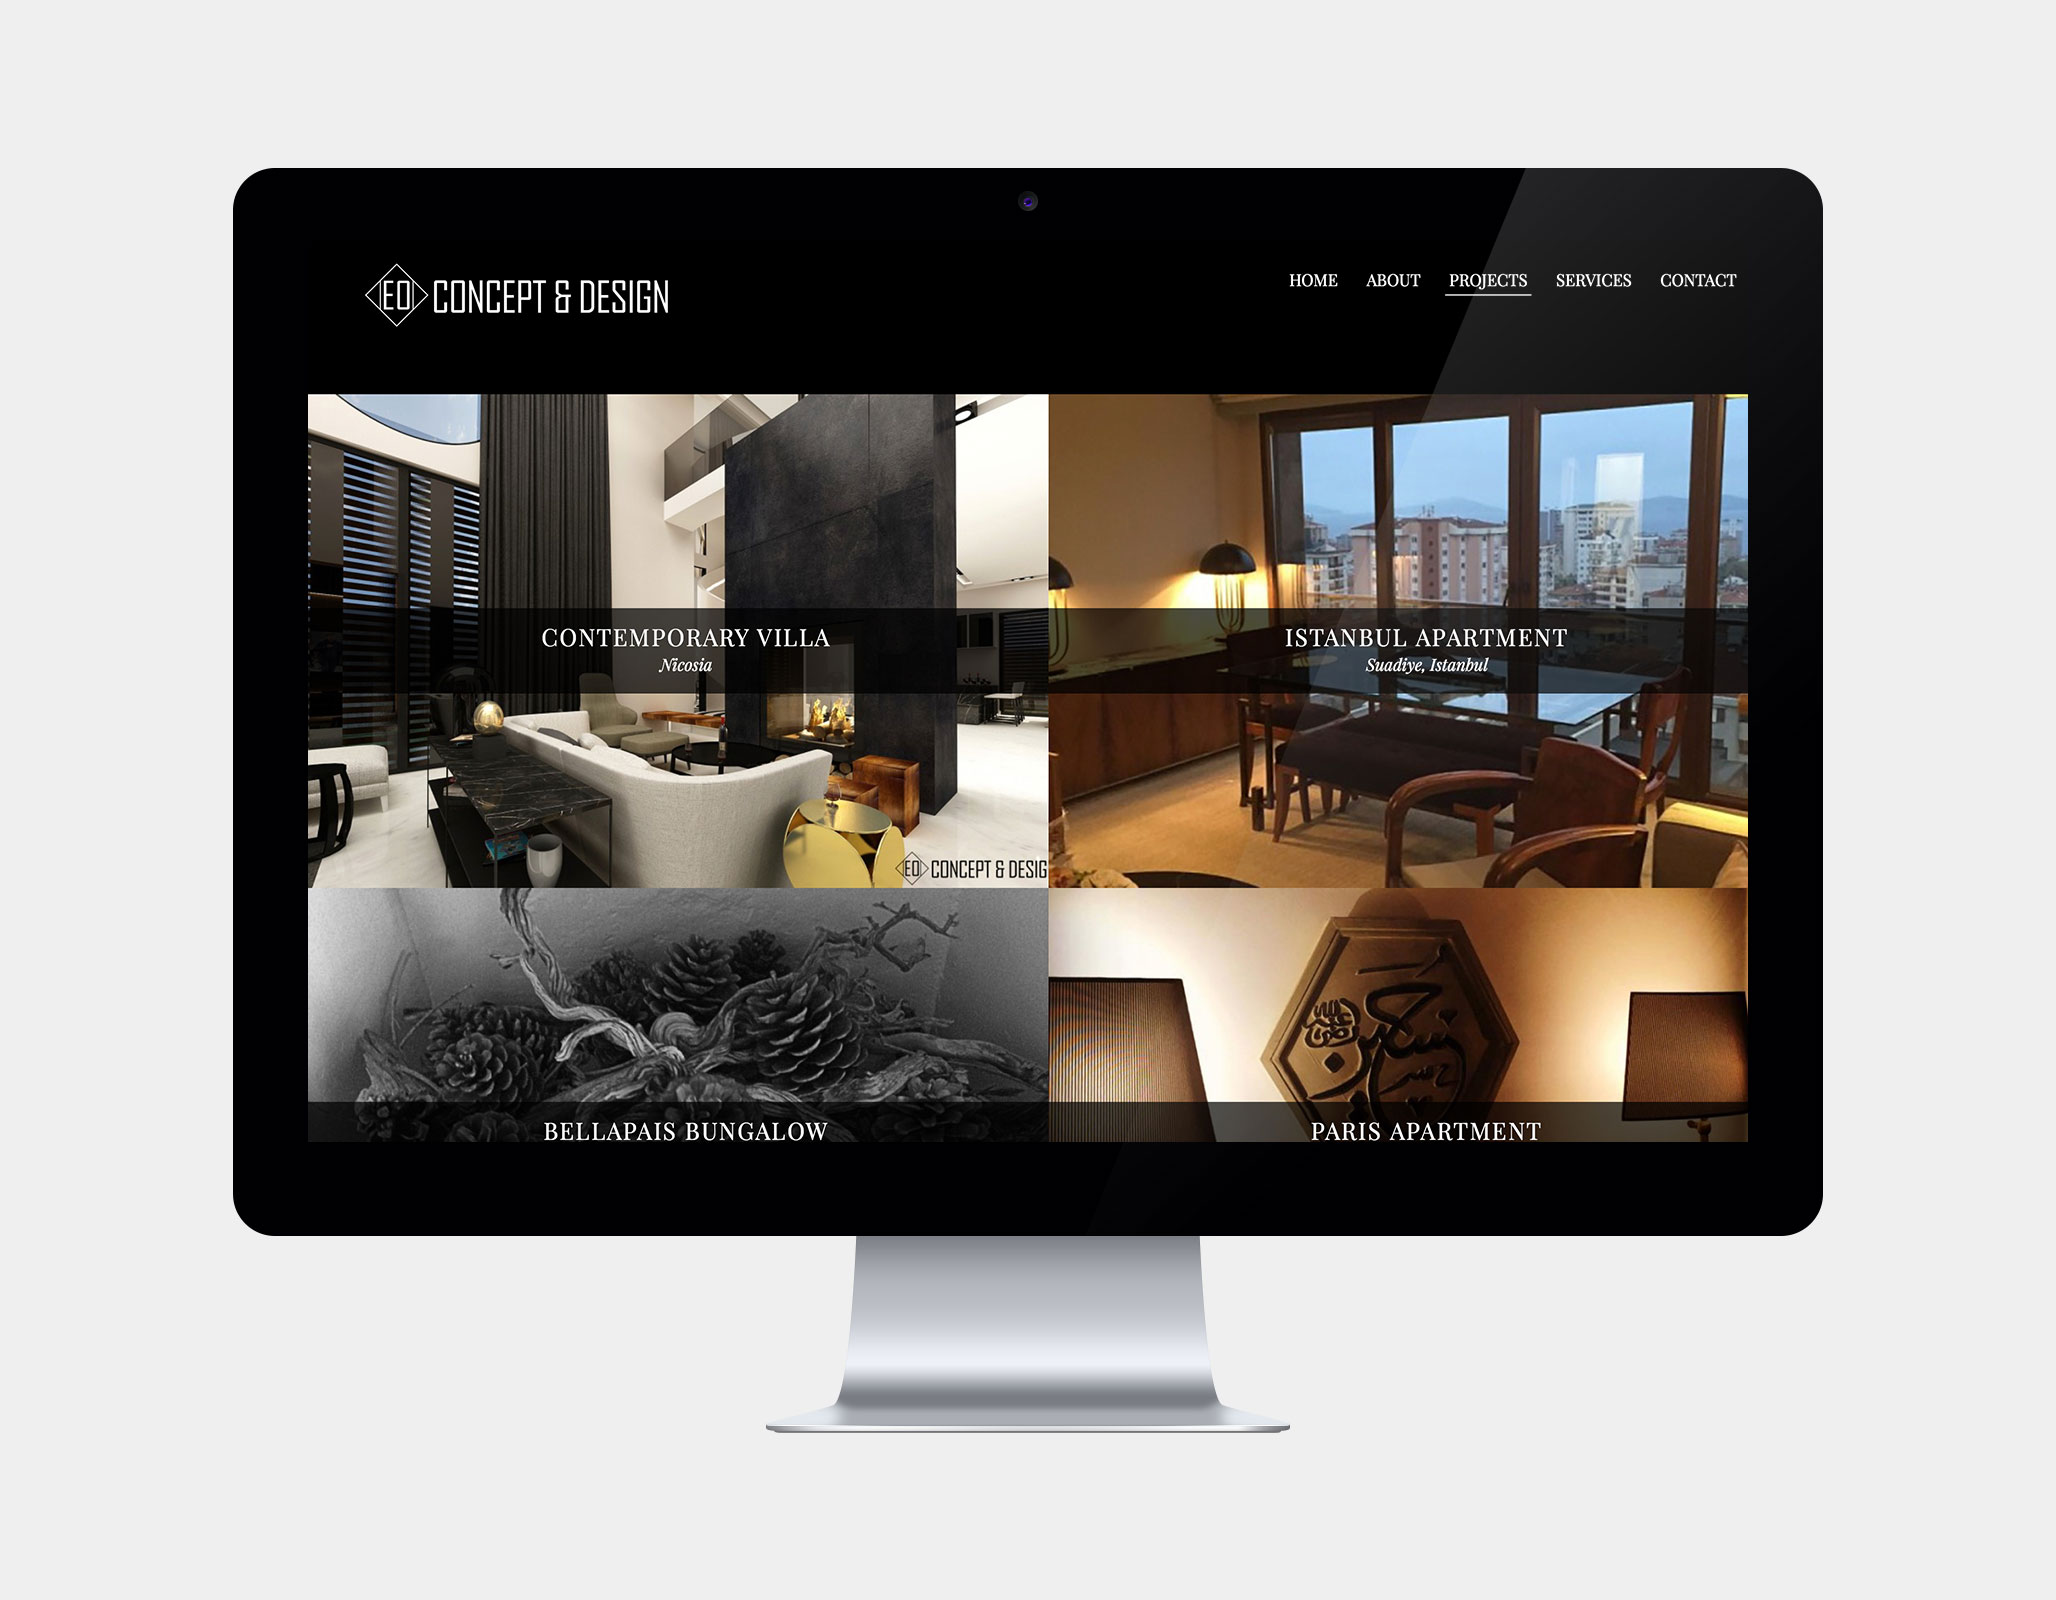 EO CONCEPT & DESIGN
HOME ABOUT PROJECTS SERVICES CONTACT
CONTEMPORARY VILLA
Nicosia
ISTANBUL APARTMENT
Suadiye, Istanbul
EO CONCEPT & DESIG
BELLAPAIS BUNGALOW
PARIS APARTMENT